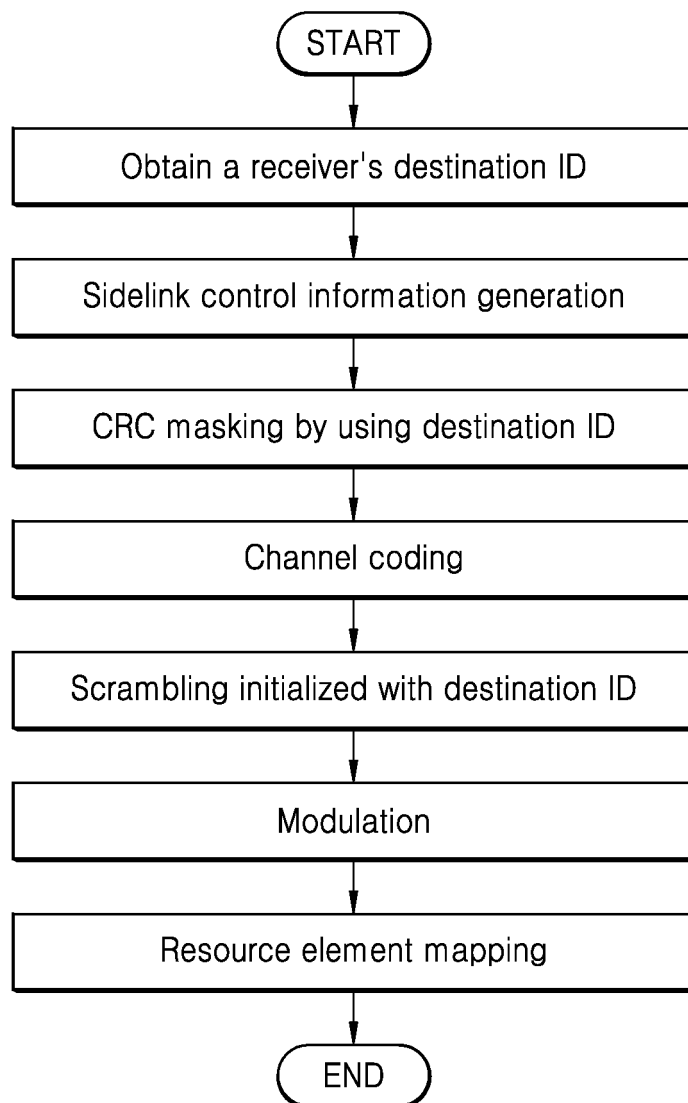 START
Obtain a receiver's destination ID
Sidelink control information generation
CRC masking by using destination ID
Channel coding
Scrambling initialized with destination ID
Modulation
Resource element mapping
END